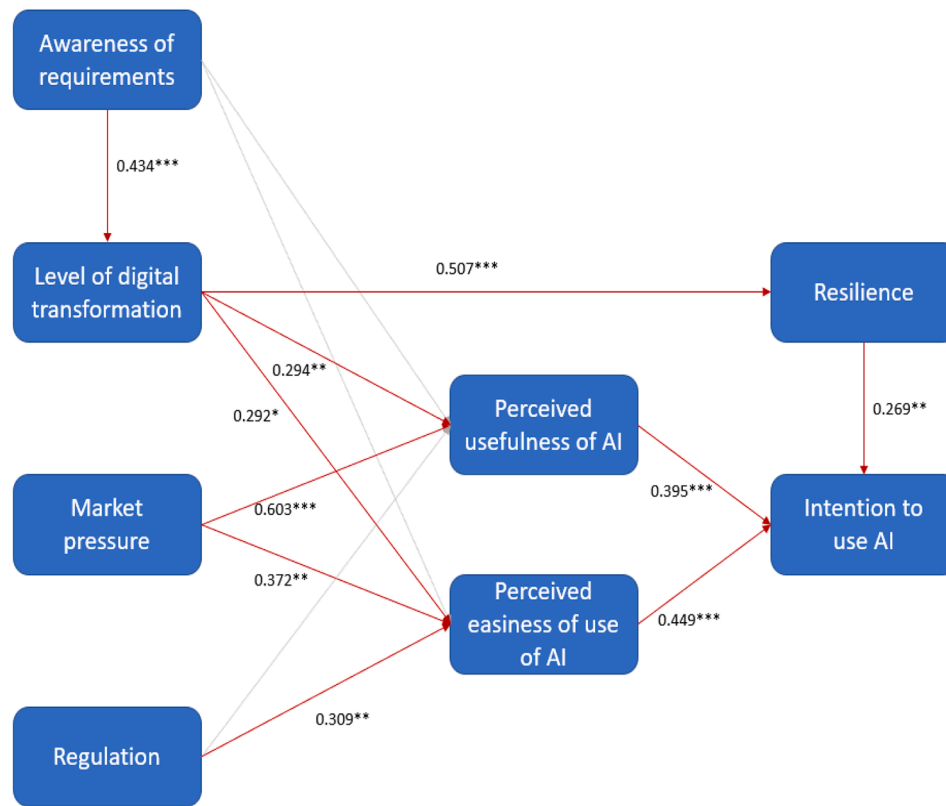 Awareness of
requirements
0.434***
Level of digital
transformation
0.507***
Resilience
0.294**
0.292*
Perceived
usefulness of AI
0.269**
Market
pressure
0.603***
0.395***
Intention to
use AI
0.372**
Perceived
easiness of use
of AI
0.449***
Regulation
0.309**